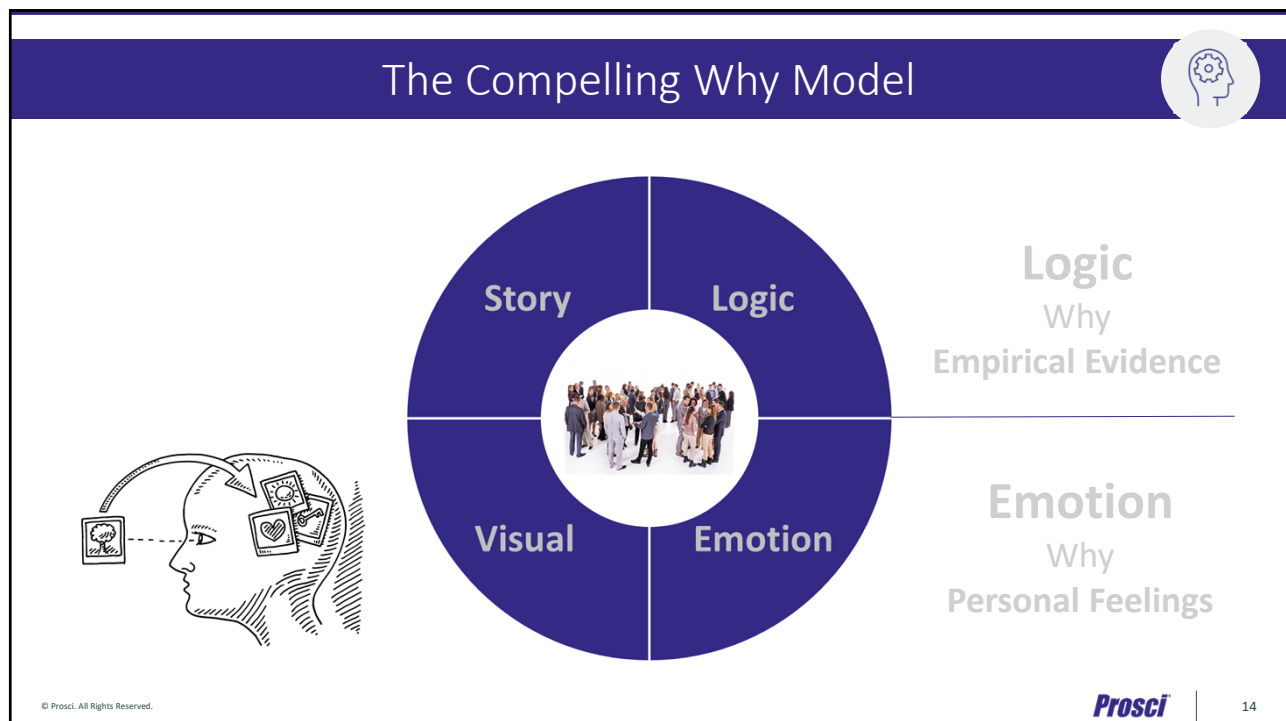 The Compelling Why Model
Story
Logic
Visual
Emotion
Logic
Why
Empirical Evidence
Emotion
Why
Personal Feelings
© Prosci. All Rights Reserved.
Prosci
14